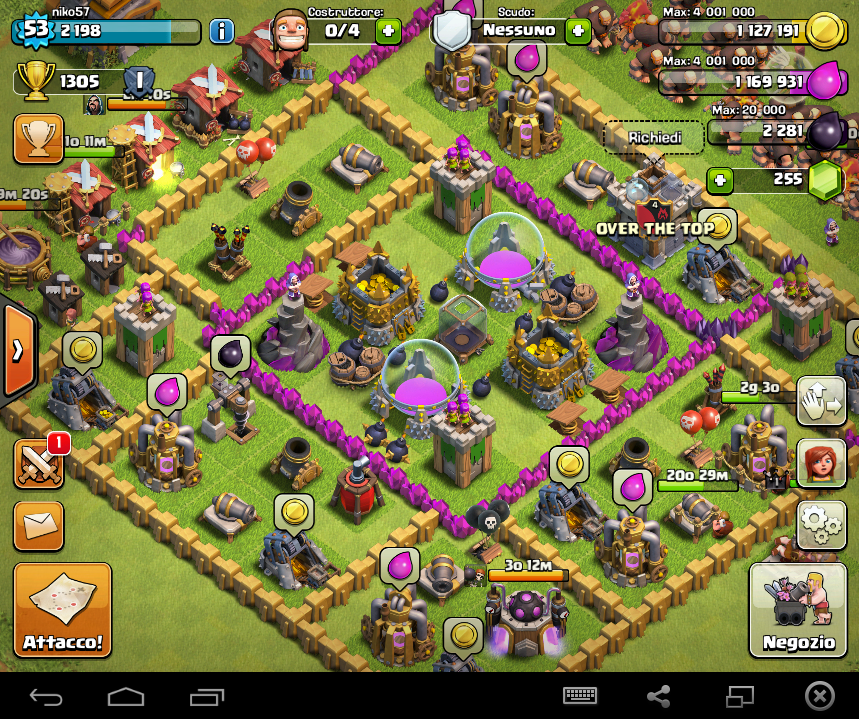 niko57
53
2 198
Costruttore:
0/4
Scudo:
Nessuno
Max: 4 001 000
1 127 191
1305
Max: 4 001 000
1 169 931
Max: 20 000
2 281
Richiedi
1o 11m
255
4
OVER THE TOP
9m 20s
2g 3o
1
20o 29m
3o 12m
Attacco!
Negozio